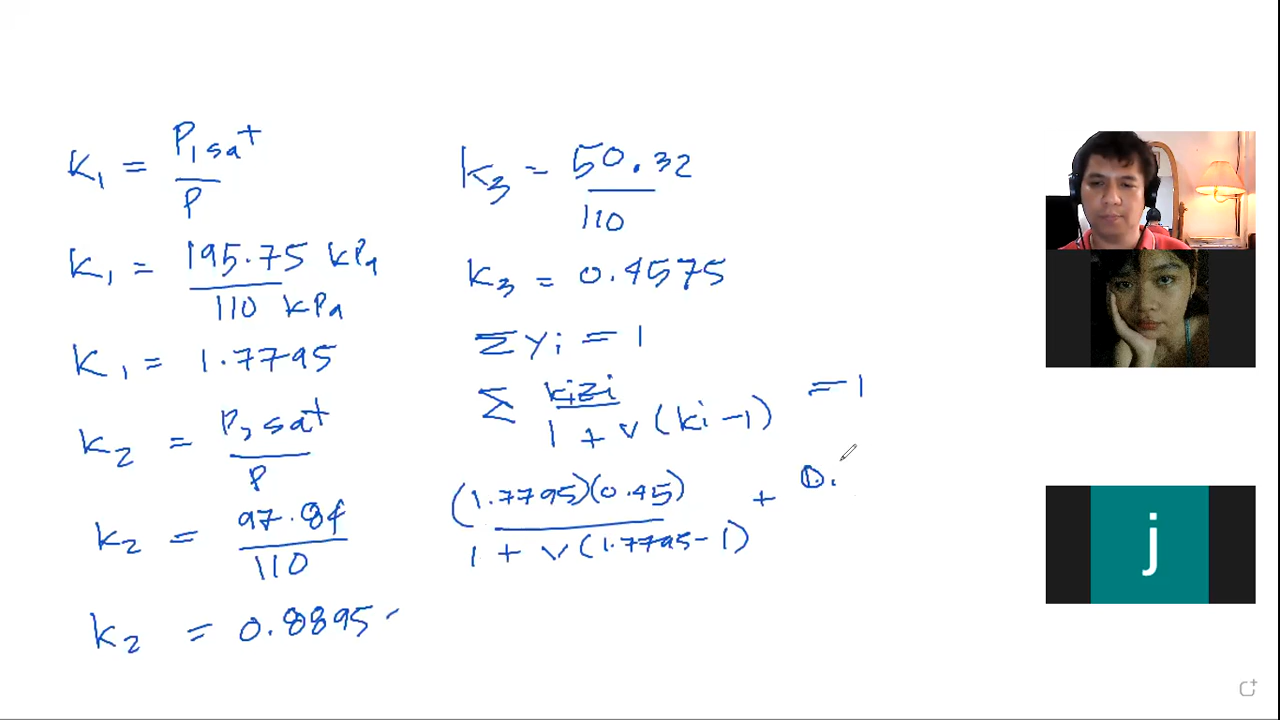 K₁ = P₁sat / P
K₁ = 195.75 kPa / 110 kPa
K₁ = 1.7795
K₂ = P₂sat / P
K₂ = 97.84 / 110
K₂ = 0.8895
K₃ = 50.32 / 110
K₃ = 0.4575
Σyi = 1
Σ kizi / 1 + v(ki - 1) = 1
(1.7795)(0.45) / 1 + v(1.7795 - 1) + 0.
j